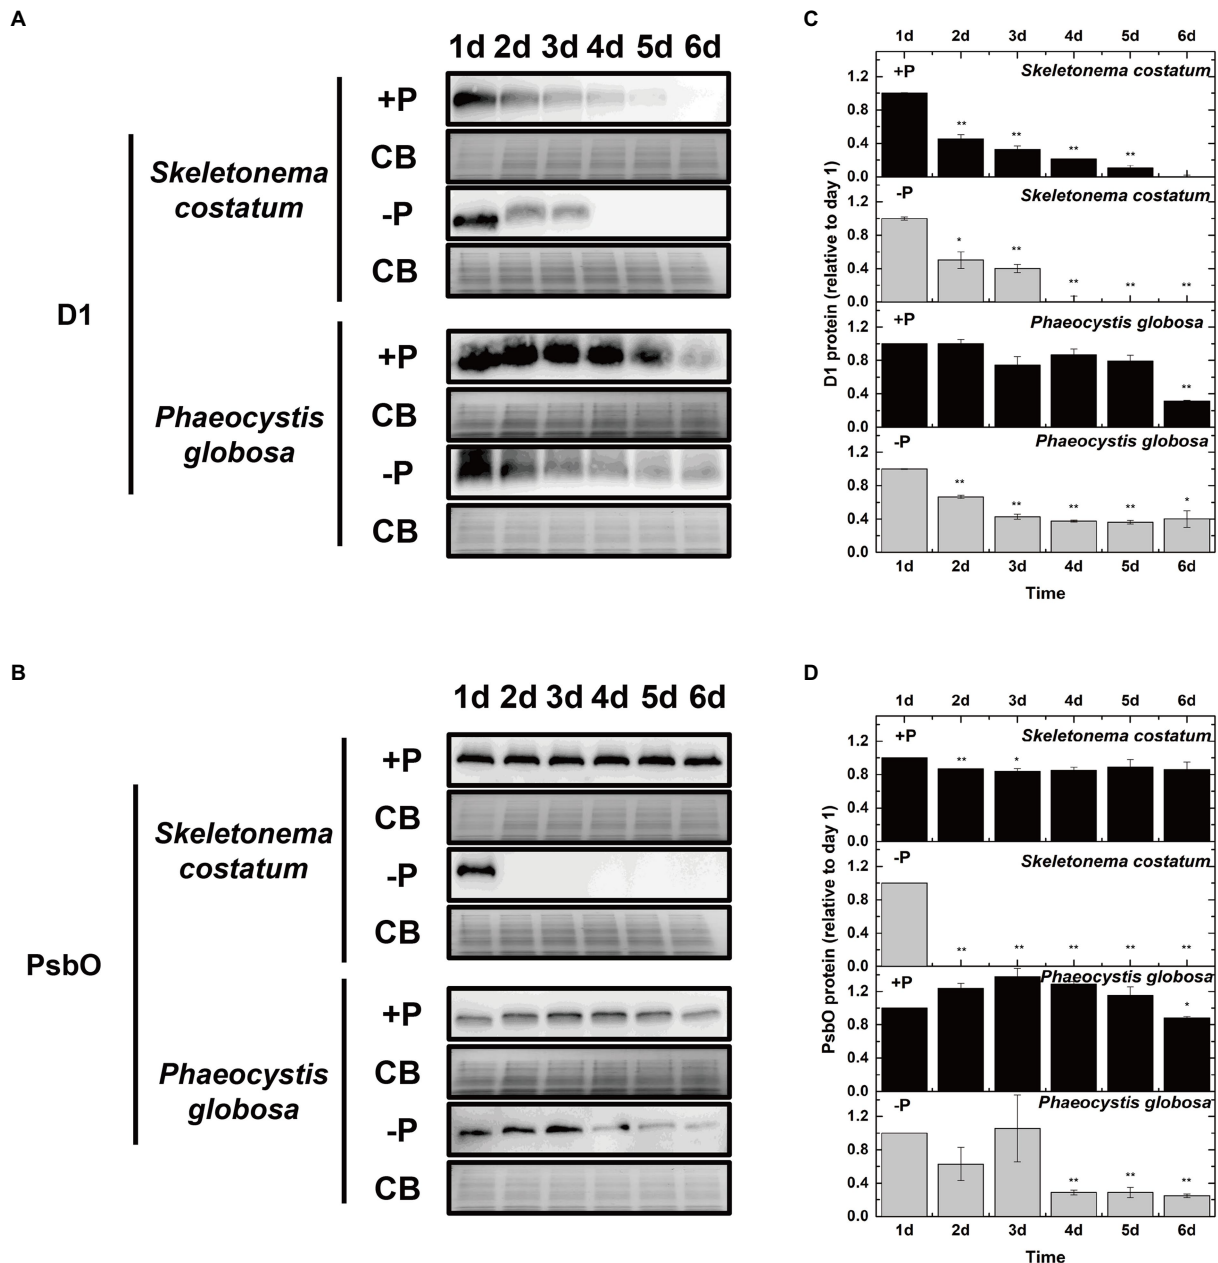 A
1d 2d 3d 4d 5d 6d
D1
Skeletonema
costatum
+P
CB
-P
CB
Phaeocystis
globosa
+P
CB
-P
CB
C
1d 2d 3d 4d 5d 6d
D1 protein (relative to day 1)
+P
Skeletonema costatum
1.2
0.8
0.4
0.0
** ** ** **
-P
Skeletonema costatum
1.2
0.8
0.4
0.0
* ** ** ** **
+P
Phaeocystis globosa
1.2
0.8
0.4
0.0
**
-P
Phaeocystis globosa
1.2
0.8
0.4
0.0
** ** ** ** *
1d 2d 3d 4d 5d 6d
Time
B
1d 2d 3d 4d 5d 6d
PsbO
Skeletonema
costatum
+P
CB
-P
CB
Phaeocystis
globosa
+P
CB
-P
CB
D
1d 2d 3d 4d 5d 6d
PsbO protein (relative to day 1)
+P
Skeletonema costatum
1.2
0.8
0.4
0.0
** *
-P
Skeletonema costatum
1.2
0.8
0.4
0.0
** ** ** ** **
+P
Phaeocystis globosa
1.2
0.8
0.4
0.0
*
-P
Phaeocystis globosa
1.2
0.8
0.4
0.0
** ** **
1d 2d 3d 4d 5d 6d
Time